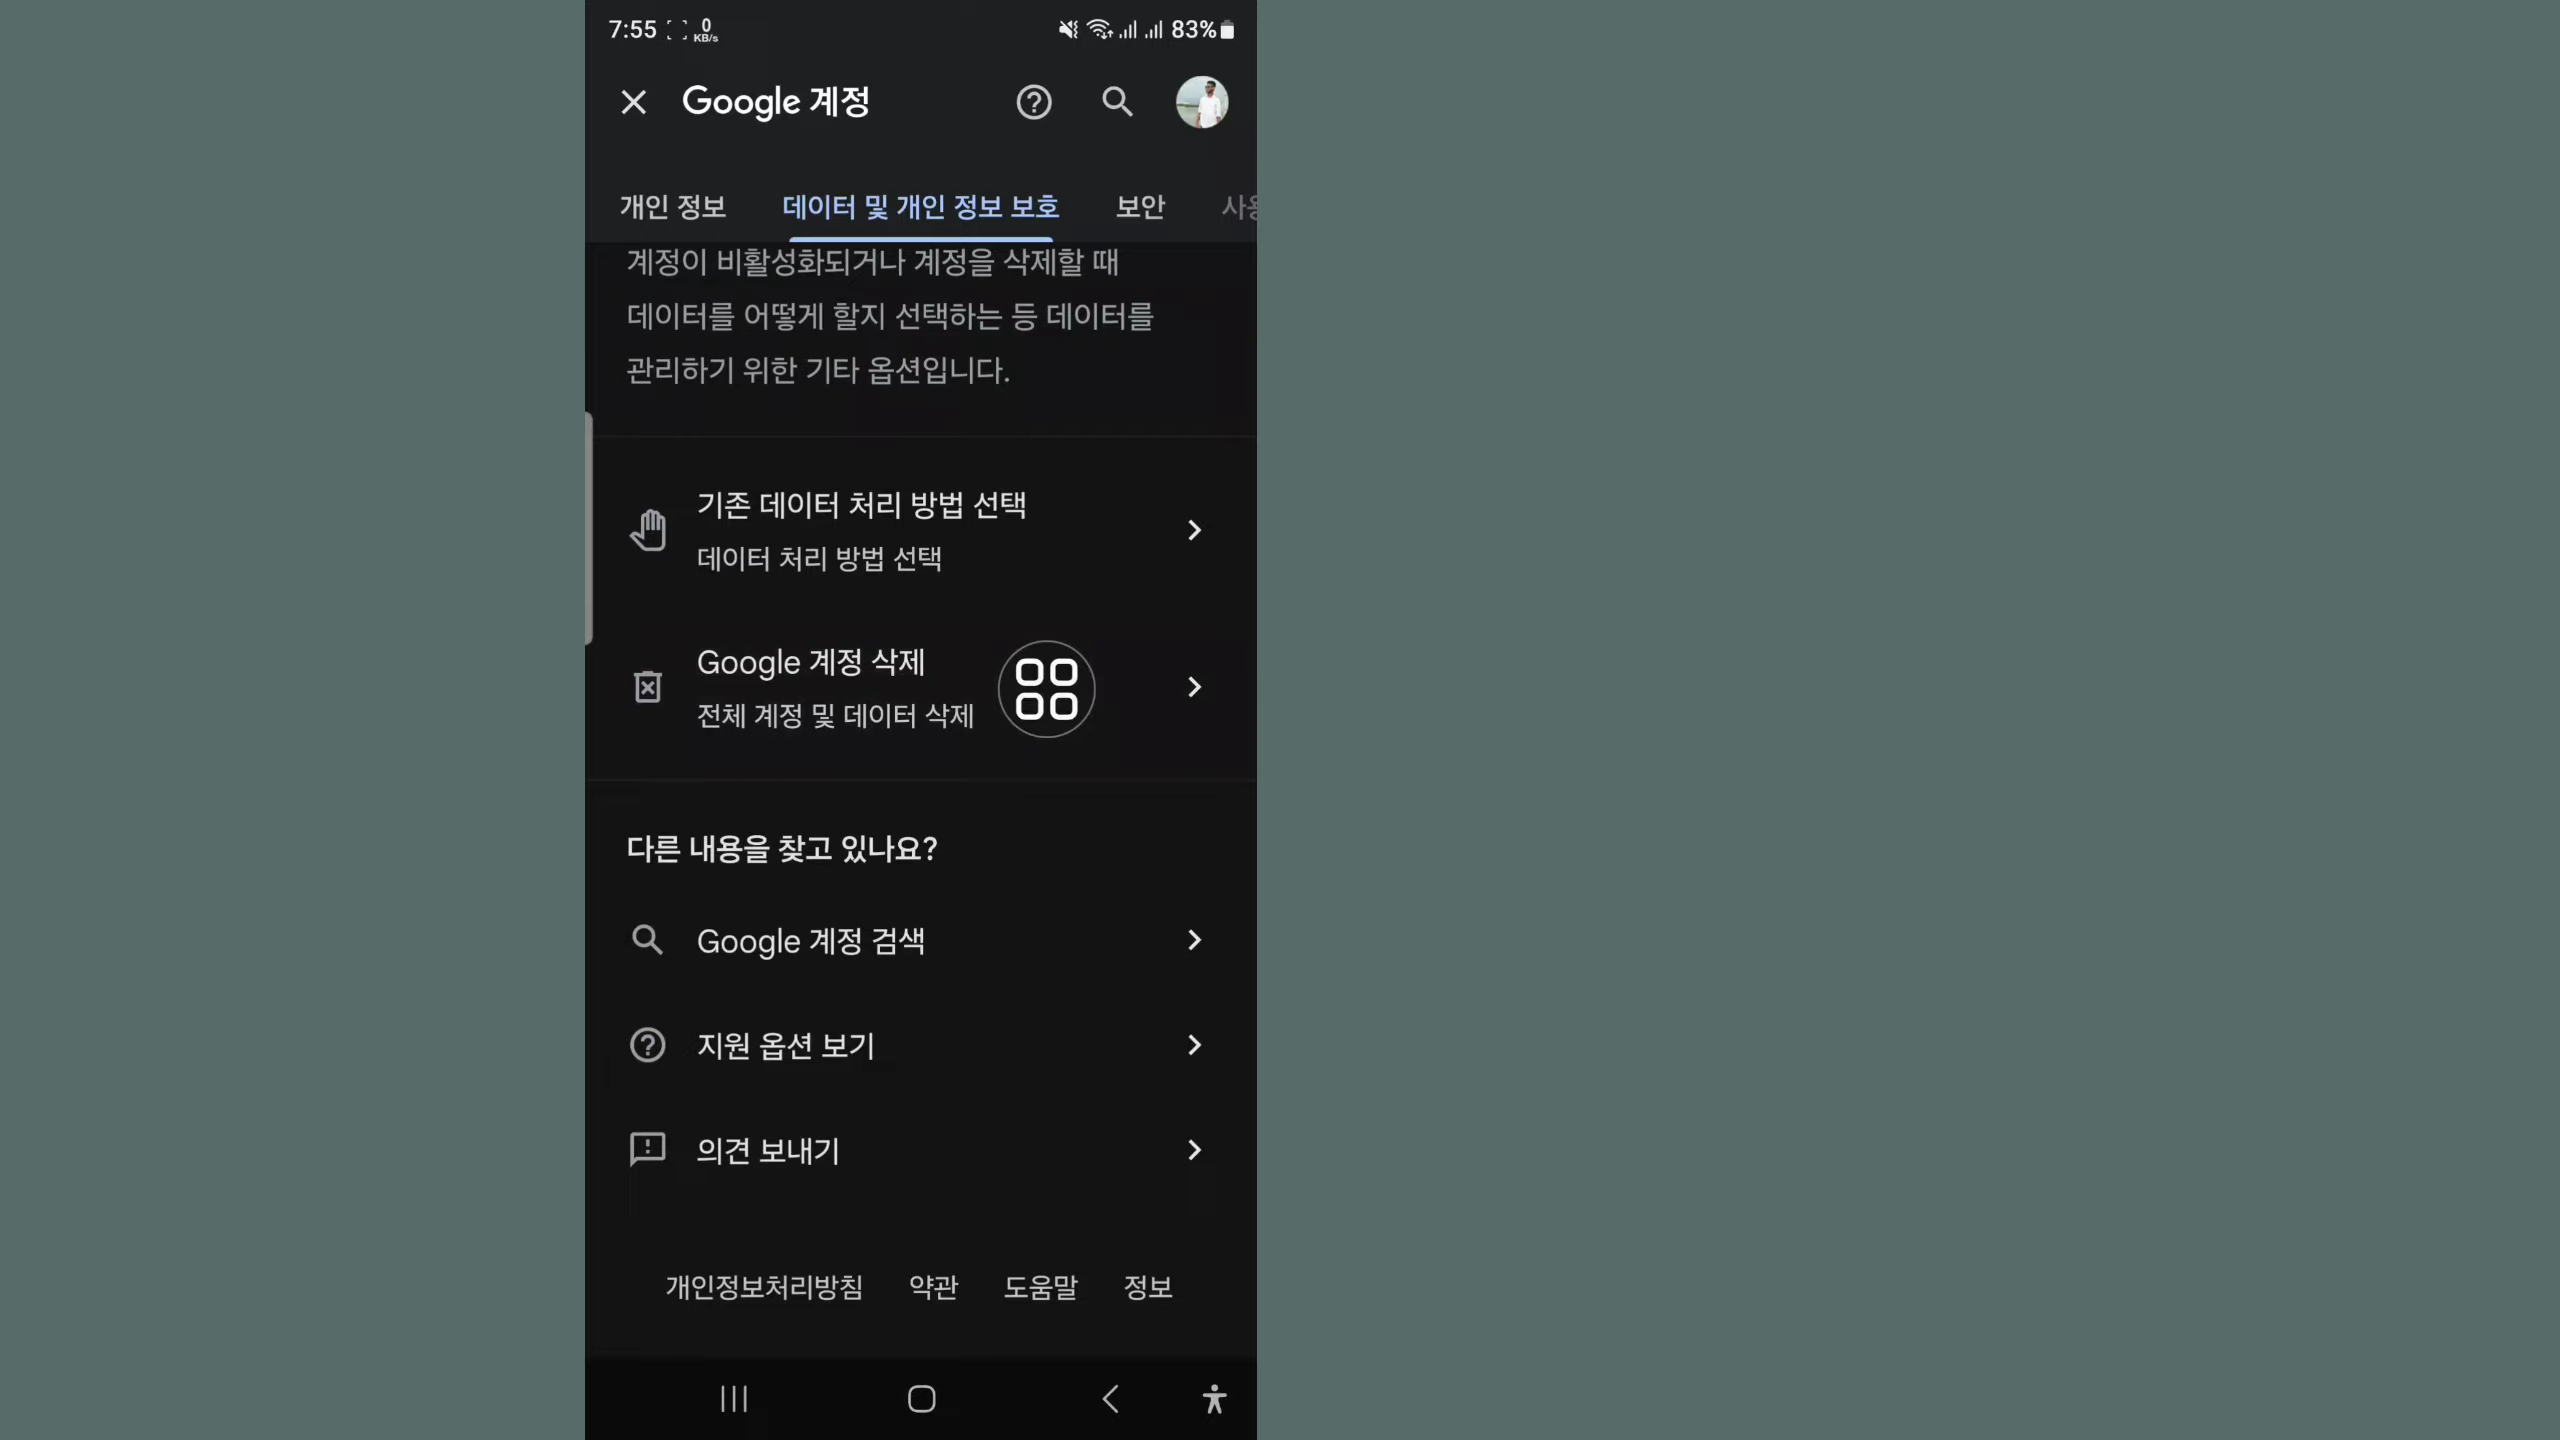 7:55 0 KB/s 83%
Google 계정
개인 정보 데이터 및 개인 정보 보호 보안 사용
계정이 비활성화되거나 계정을 삭제할 때
데이터를 어떻게 할지 선택하는 등 데이터를
관리하기 위한 기타 옵션입니다.
기존 데이터 처리 방법 선택
데이터 처리 방법 선택
Google 계정 삭제
전체 계정 및 데이터 삭제
다른 내용을 찾고 있나요?
Google 계정 검색
지원 옵션 보기
의견 보내기
개인정보처리방침 약관 도움말 정보